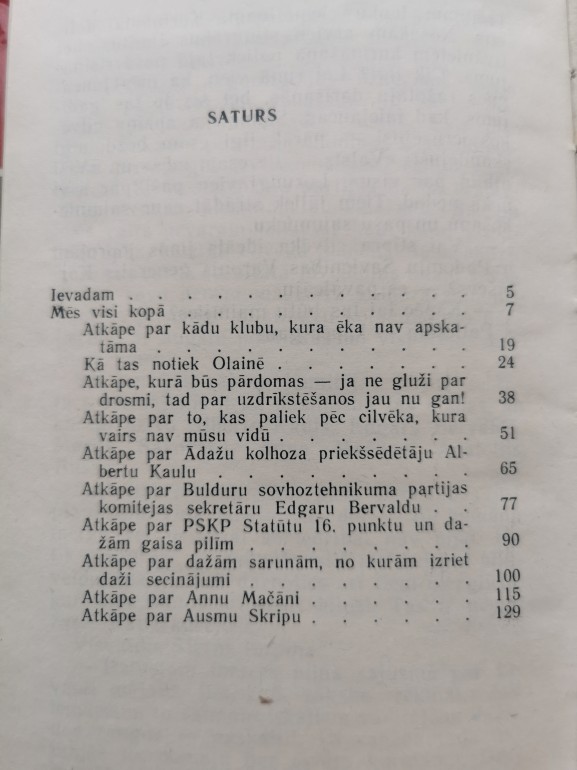 SATURS
Ievadam . . . . . . . . . . . . 5
Mēs visi kopā . . . . . . . . . . . 7
Atkāpe par kādu klubu, kura ēka nav apska-
tāma . . . . . . . . . . . 19
Kā tas notiek Olainē . . . . . . . 24
Atkāpe, kurā būs pārdomas — ja ne gluži par
drosmi, tad par uzdrīkstēšanos jau nu gan! 38
Atkāpe par to, kas paliek pēc cilvēka, kura
vairs nav mūsu vidū . . . . . . . 51
Atkāpe par Ādažu kolhoza priekšsēdētāju Al-
bertu Kaulu . . . . . . . . . 65
Atkāpe par Bulduru sovhoztehnikuma partijas
komitejas sekretāru Edgaru Bervaldu . . 77
Atkāpe par PSKP Statūtu 16. punktu un da-
žām gaisa pilīm . . . . . . . . 90
Atkāpe par dažām sarunām, no kurām izriet
daži secinājumi . . . . . . . . 100
Atkāpe par Annu Mačāni . . . . . . 115
Atkāpe par Ausmu Skripu . . . . . . 129